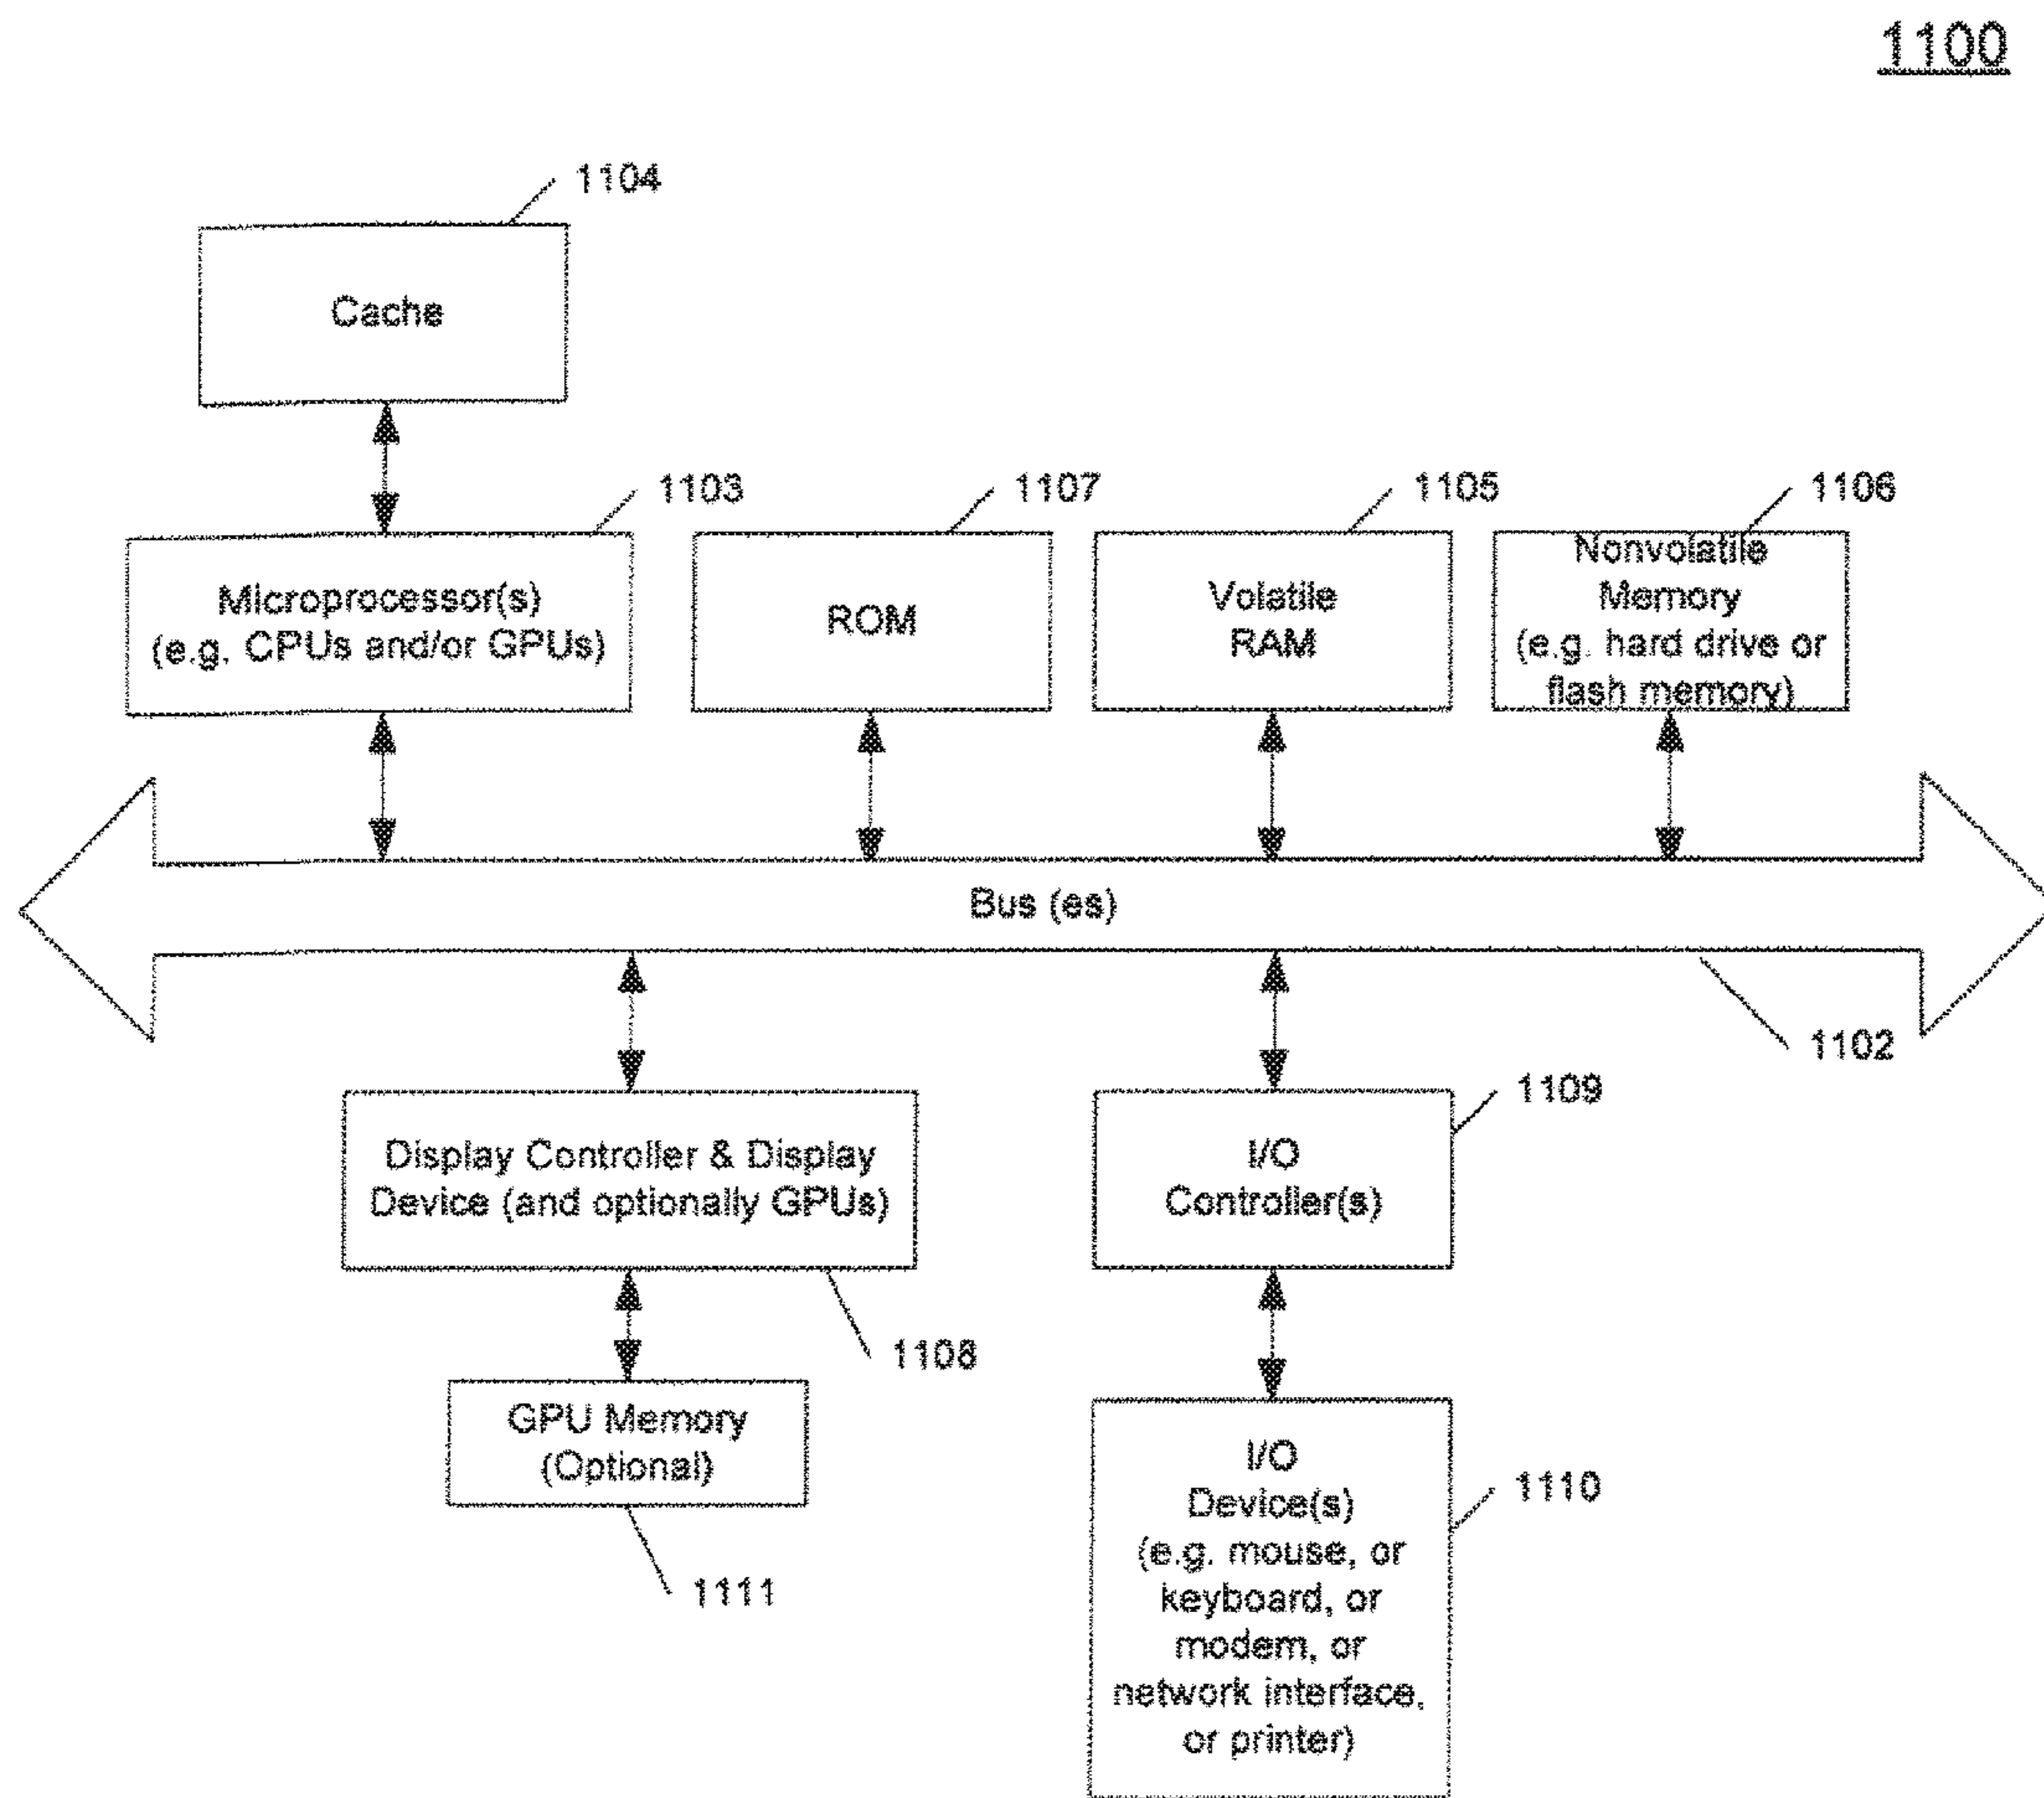 1100
1104
Cache
1103
1107
1105
1106
Microprocessor(s)
(e.g. CPUs and/or GPUs)
ROM
Volatile
RAM
Nonvolatile
Memory
(e.g. hard drive or
flash memory)
Bus (es)
1102
1109
Display Controller & Display
Device (and optionally GPUs)
I/O
Controller(s)
1108
GPU Memory
(Optional)
1111
I/O
Device(s)
(e.g. mouse, or
keyboard, or
modem, or
network interface,
or printer)
1110